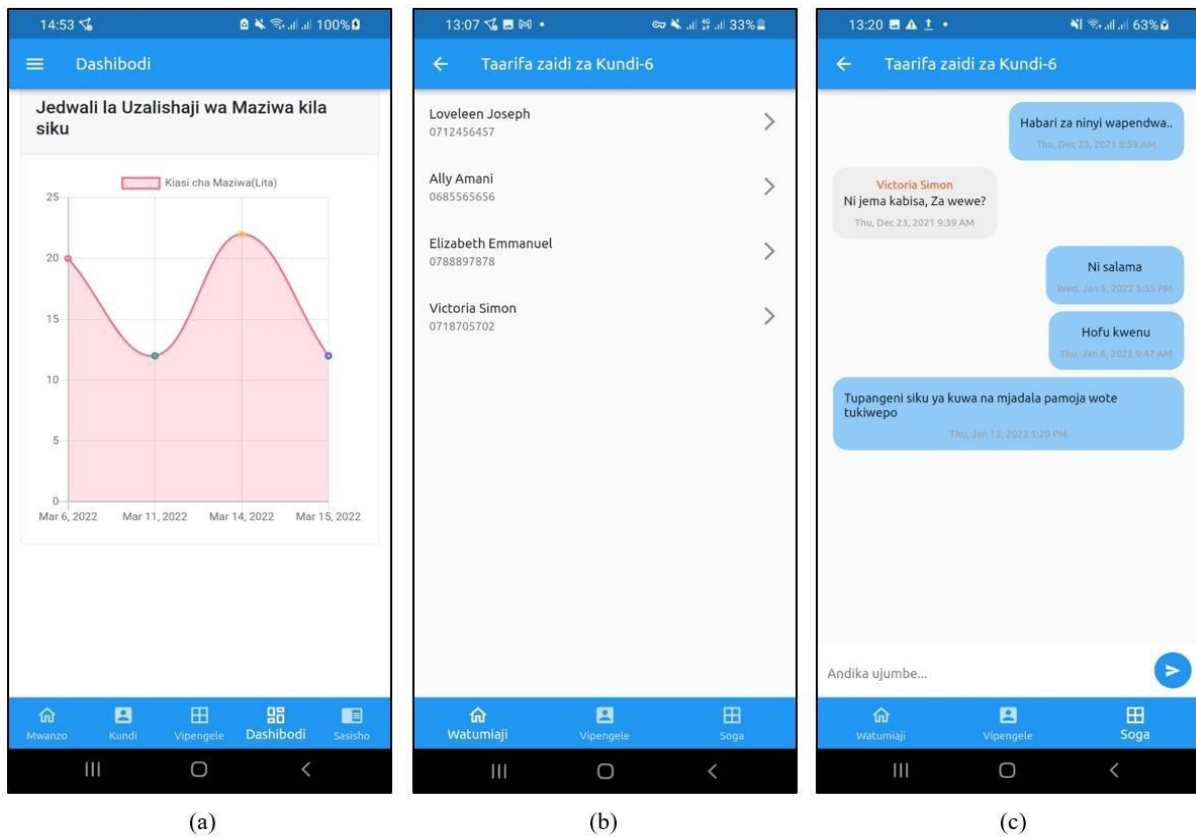 14:53
100%
Dashibodi
Jedwali la Uzalishaji wa Maziwa kila
siku
Kiasi cha Maziwa(Lita)
25
20
15
10
5
0
Mar 6, 2022
Mar 11, 2022
Mar 14, 2022
Mar 15, 2022
Mwanzo
Kundi
Vipengele
Dashibodi
Sasisho
(a)
13:07
33%
Taarifa zaidi za Kundi-6
Loveleen Joseph
0712456457
Ally Amani
0685565656
Elizabeth Emmanuel
0788897878
Victoria Simon
0718705702
Watumiaji
Vipengele
Soga
(b)
13:20
63%
Taarifa zaidi za Kundi-6
Habari za ninyi wapendwa..
Thu, Dec 23, 2021 8:59 AM
Victoria Simon
Ni jema kabisa, Za wewe?
Thu, Dec 23, 2021 9:39 AM
Ni salama
Wed, Jan 5, 2022 5:55 PM
Hofu kwenu
Thu, Jan 6, 2022 9:47 AM
Tupangeni siku ya kuwa na mjadala pamoja wote
tukiwepo
Thu, Jan 13, 2022 1:20 PM
Andika ujumbe...
Watumiaji
Vipengele
Soga
(c)